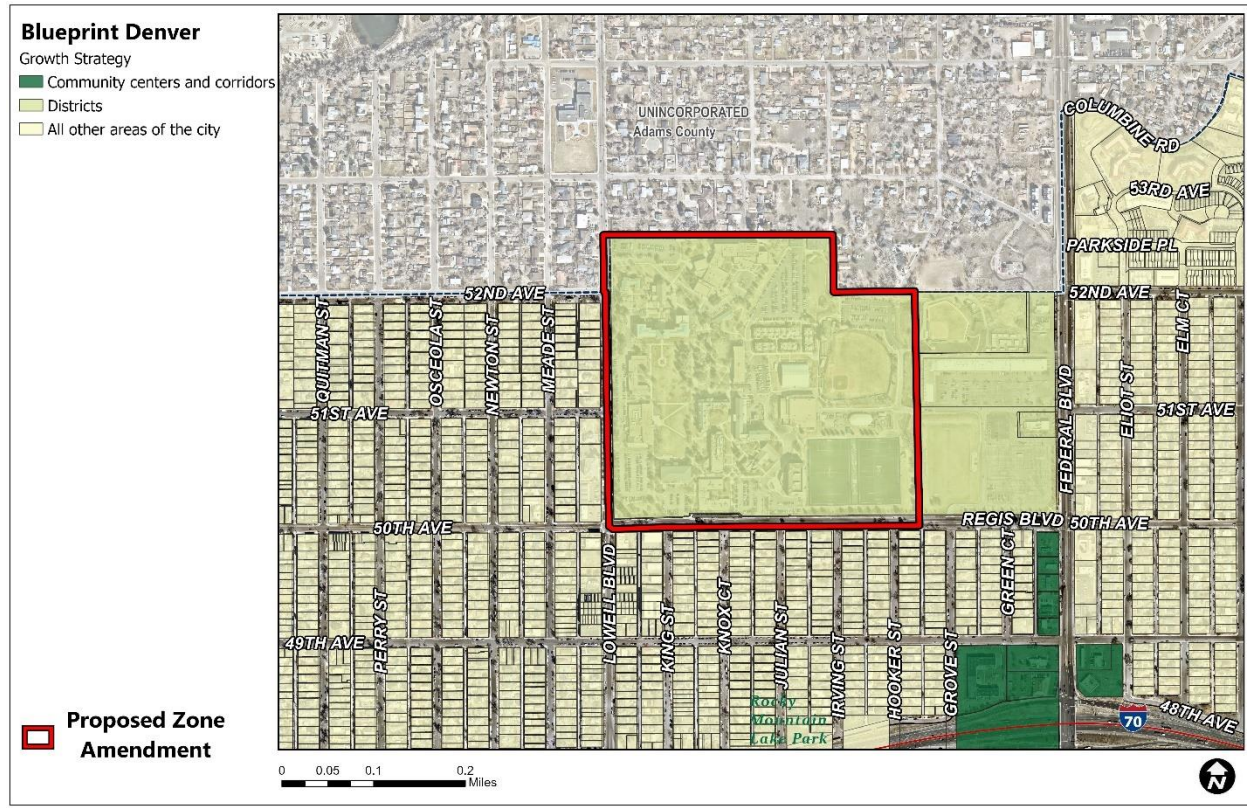 Blueprint Denver
Growth Strategy
Community centers and corridors
Districts
All other areas of the city
Proposed Zone
Amendment
UNINCORPORATED
Adams County
COLUMBINE RD
53RD AVE
PARKSIDE PL
52ND AVE
52ND AVE
QUITMAN ST
OSCEOLA ST
NEWTON ST
MEADE ST
ELM CT
ELIOT ST
FEDERAL BLVD
51ST AVE
51ST AVE
50TH AVE
REGIS BLVD
50TH AVE
PERRY ST
LOWELL BLVD
KING ST
KNOX CT
JULIAN ST
IRVING ST
HOOKER ST
GROVE ST
GREEN CT
49TH AVE
Rocky
Mountain
Lake Park
70
48TH AVE
0 0.05 0.1 0.2
Miles
N